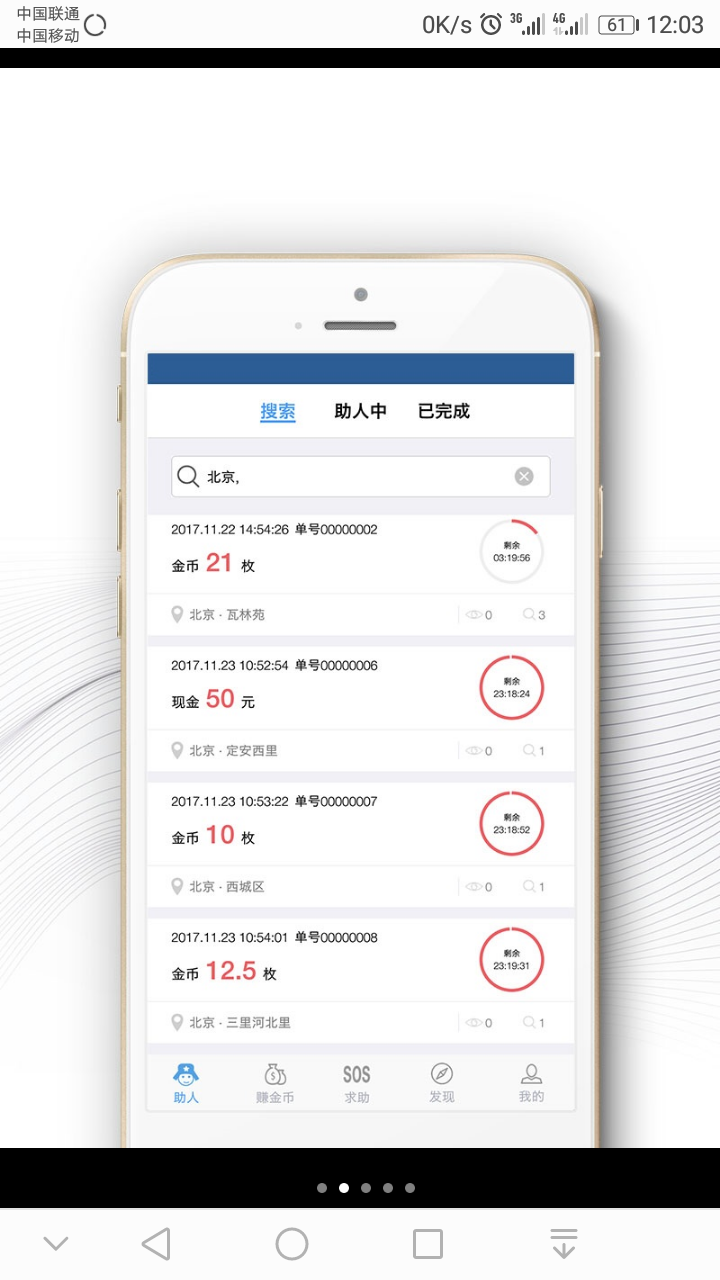 中国联通
中国移动
0K/s 3G 4G 61 12:03
搜索 助人中 已完成
北京,
2017.11.22 14:54:26 单号00000002
金币 21 枚
剩余
03:19:56
北京 · 瓦林苑 0 3
2017.11.23 10:52:54 单号00000006
现金 50 元
剩余
23:18:24
北京 · 定安西里 0 1
2017.11.23 10:53:22 单号00000007
金币 10 枚
剩余
23:18:52
北京 · 西城区 0 1
2017.11.23 10:54:01 单号00000008
金币 12.5 枚
剩余
23:19:31
北京 · 三里河北里 0 1
SOS
助人 赚金币 求助 发现 我的